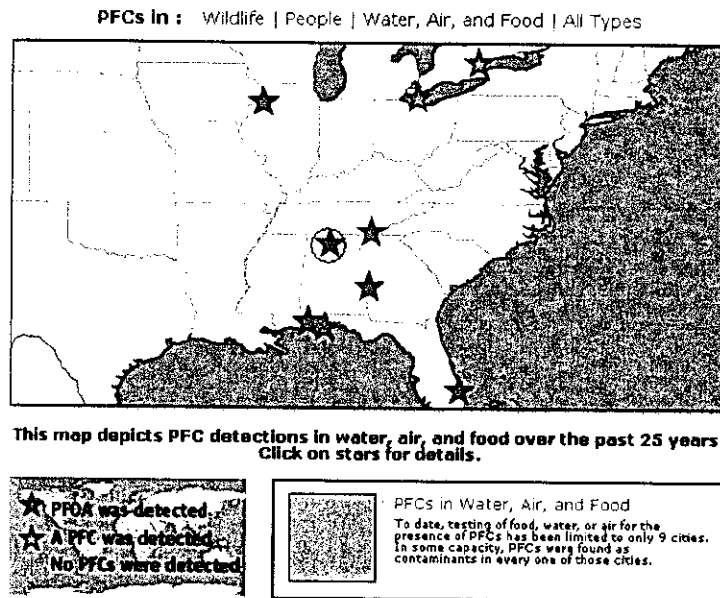 PFCs in : Wildlife | People | Water, Air, and Food | All Types
This map depicts PFC detections in water, air, and food over the past 25 years
Click on stars for details.
PFOA was detected...
A PFC was detected...
No PFCs were detected
PFCs in Water, Air, and Food
To date, testing of food, water, or air for the
presence of PFCs has been limited to only 9 cities.
In some capacity, PFCs were found as
contaminants in every one of those cities.